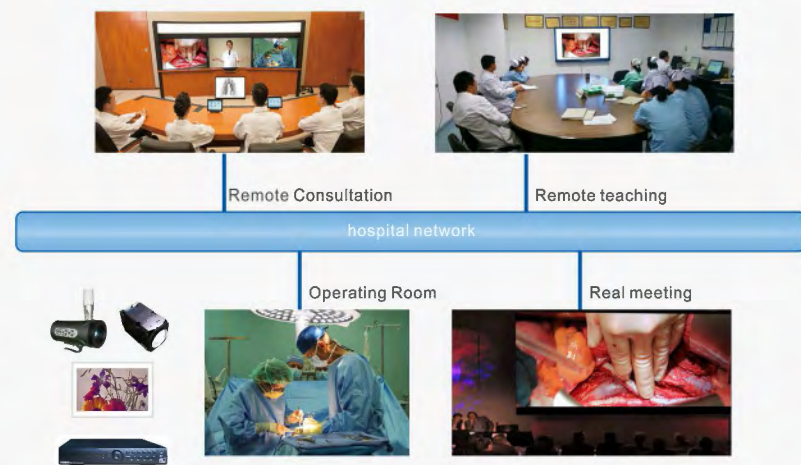 Remote Consultation
Remote teaching
hospital network
Operating Room
Real meeting